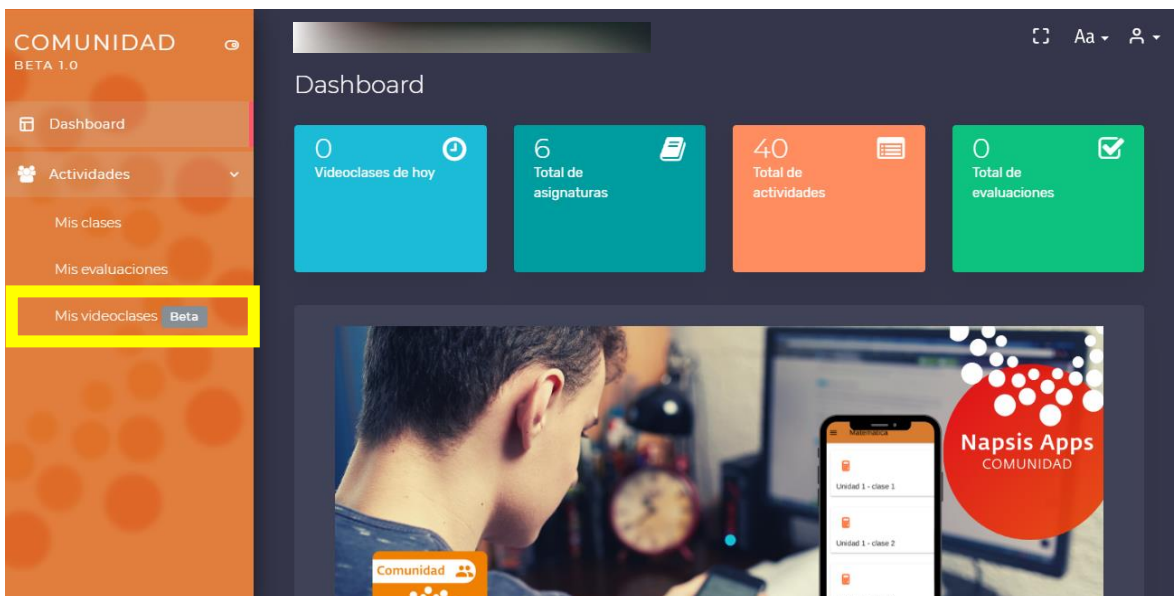 COMUNIDAD
BETA 1.0
Aa
Dashboard
Dashboard
Actividades
Mis clases
Mis evaluaciones
Mis videoclases Beta
0
Videoclases de hoy
6
Total de
asignaturas
40
Total de
actividades
0
Total de
evaluaciones
Matemática
Unidad 1 - clase 1
Unidad 1 - clase 2
Napsis Apps
COMUNIDAD
Comunidad